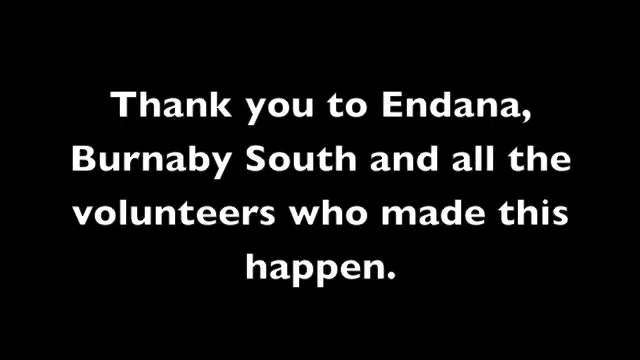 Thank you to Endana,
Burnaby South and all the
volunteers who made this
happen.